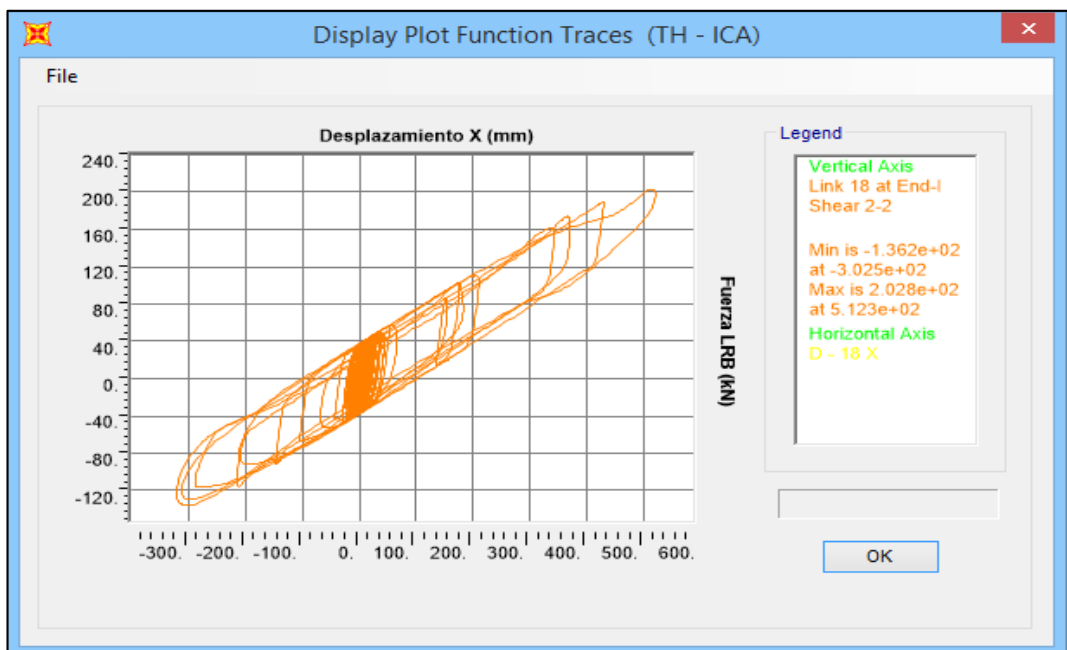 Display Plot Function Traces (TH - ICA)
File
Desplazamiento X (mm)
240.
200.
160.
120.
80.
40.
0.
-40.
-80.
-120.
-300. -200. -100. 0. 100. 200. 300. 400. 500. 600.
Fuerza LRB (kN)
Legend
Vertical Axis
Link 18 at End-I
Shear 2-2
Min is -1.362e+02
at -3.025e+02
Max is 2.028e+02
at 5.123e+02
Horizontal Axis
D - 18 X
OK